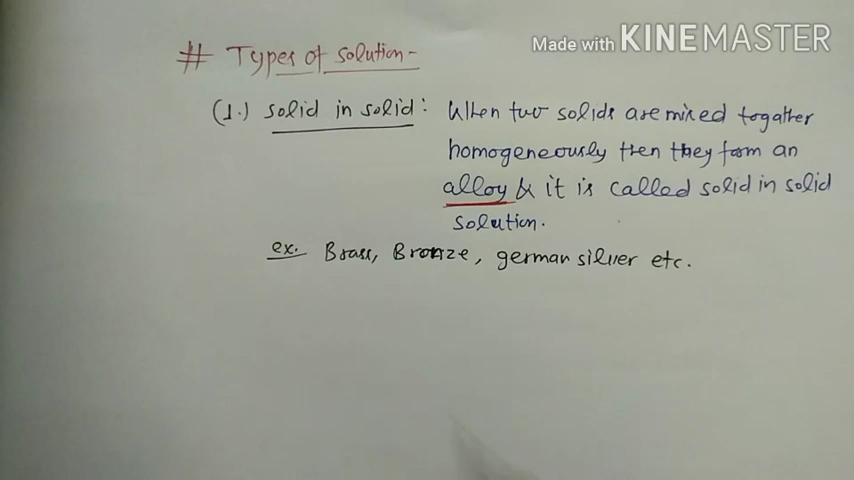 Made with KINEMASTER
# Types of solution -
(1.) solid in solid: When two solids are mixed togather
homogeneously then they form an
alloy & it is called solid in solid
solution.
ex. Brass, Bronze, german silver etc.